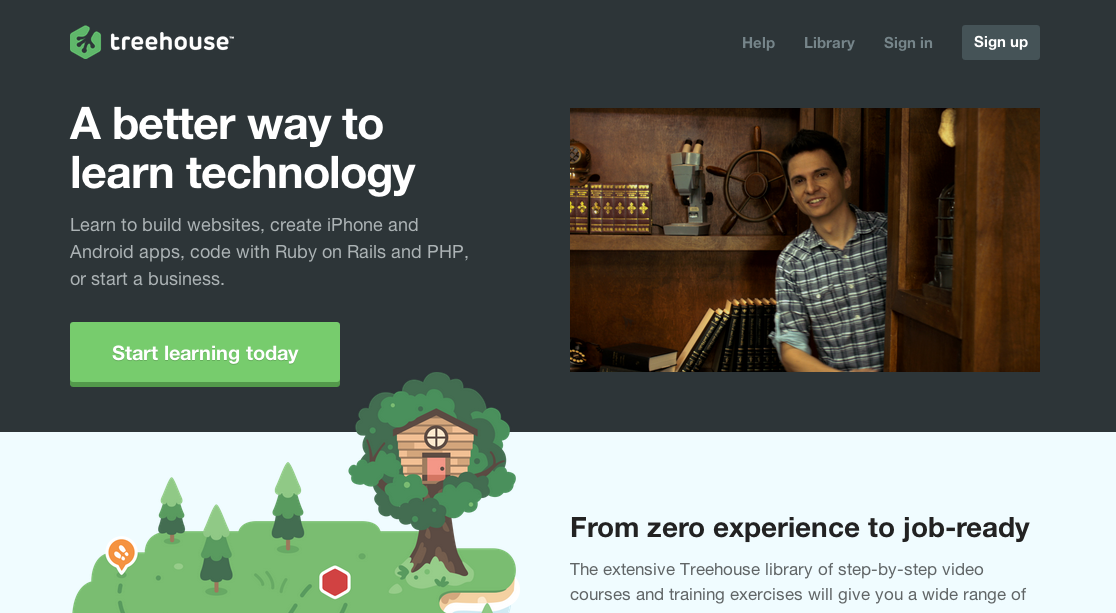 treehouse™
Help
Library
Sign in
Sign up
A better way to
learn technology
Learn to build websites, create iPhone and
Android apps, code with Ruby on Rails and PHP,
or start a business.
Start learning today
From zero experience to job-ready
The extensive Treehouse library of step-by-step video
courses and training exercises will give you a wide range of